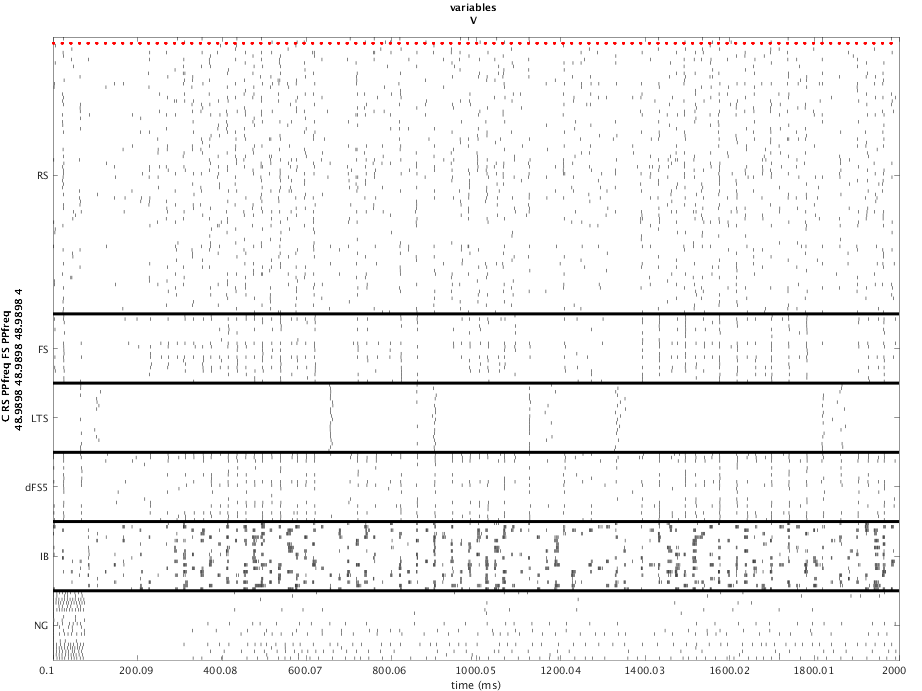 variables
V
C RS PPfreq FS PPfreq
48.9898 48.9898 48.9898 4
RS
FS
LTS
dFS5
IB
NG
0.1 200.09 400.08 600.07 800.06 1000.05 1200.04 1400.03 1600.02 1800.01 2000
time (ms)